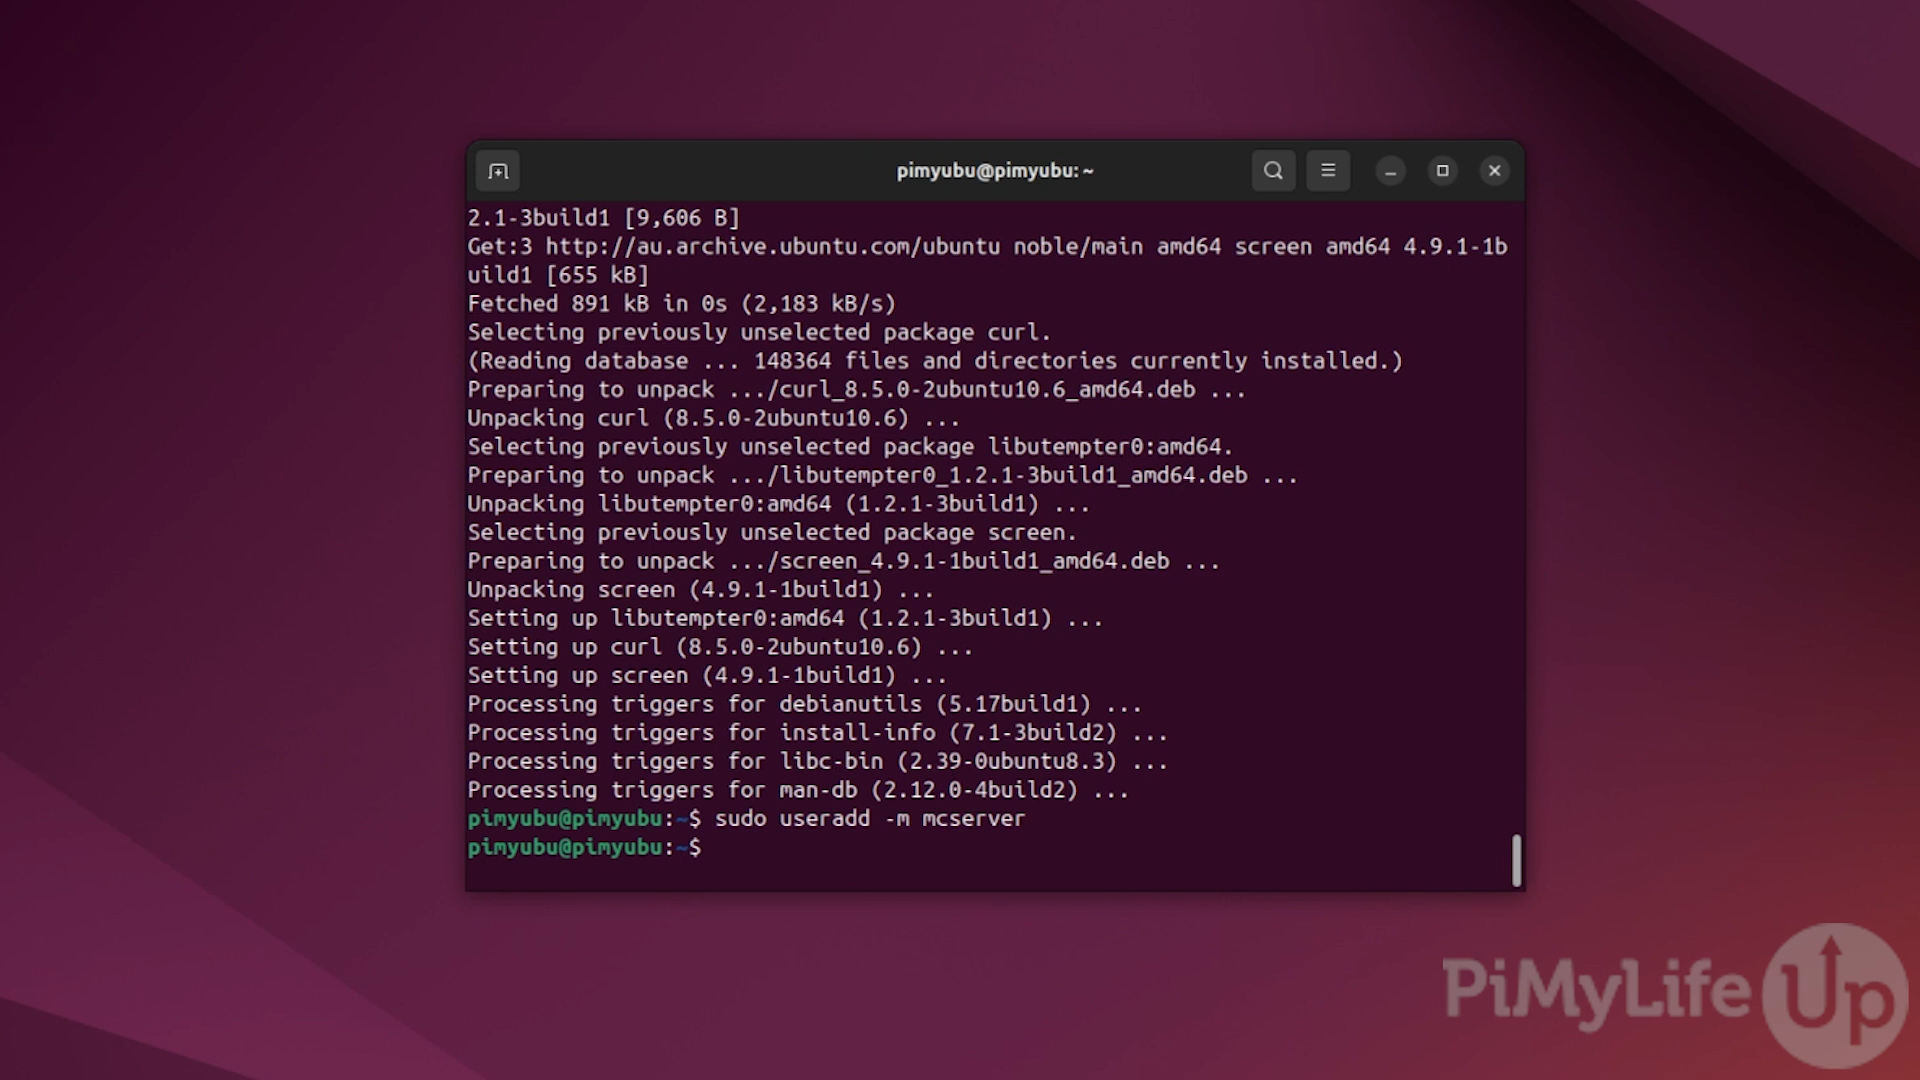 pimyubu@pimyubu: ~
2.1-3build1 [9,606 B]
Get:3 http://au.archive.ubuntu.com/ubuntu noble/main amd64 screen amd64 4.9.1-1b
uild1 [655 kB]
Fetched 891 kB in 0s (2,183 kB/s)
Selecting previously unselected package curl.
(Reading database ... 148364 files and directories currently installed.)
Preparing to unpack .../curl_8.5.0-2ubuntu10.6_amd64.deb ...
Unpacking curl (8.5.0-2ubuntu10.6) ...
Selecting previously unselected package libutempter0:amd64.
Preparing to unpack .../libutempter0_1.2.1-3build1_amd64.deb ...
Unpacking libutempter0:amd64 (1.2.1-3build1) ...
Selecting previously unselected package screen.
Preparing to unpack .../screen_4.9.1-1build1_amd64.deb ...
Unpacking screen (4.9.1-1build1) ...
Setting up libutempter0:amd64 (1.2.1-3build1) ...
Setting up curl (8.5.0-2ubuntu10.6) ...
Setting up screen (4.9.1-1build1) ...
Processing triggers for debianutils (5.17build1) ...
Processing triggers for install-info (7.1-3build2) ...
Processing triggers for libc-bin (2.39-0ubuntu8.3) ...
Processing triggers for man-db (2.12.0-4build2) ...
pimyubu@pimyubu:~$ sudo useradd -m mcserver
pimyubu@pimyubu:~$
PiMyLifeUp